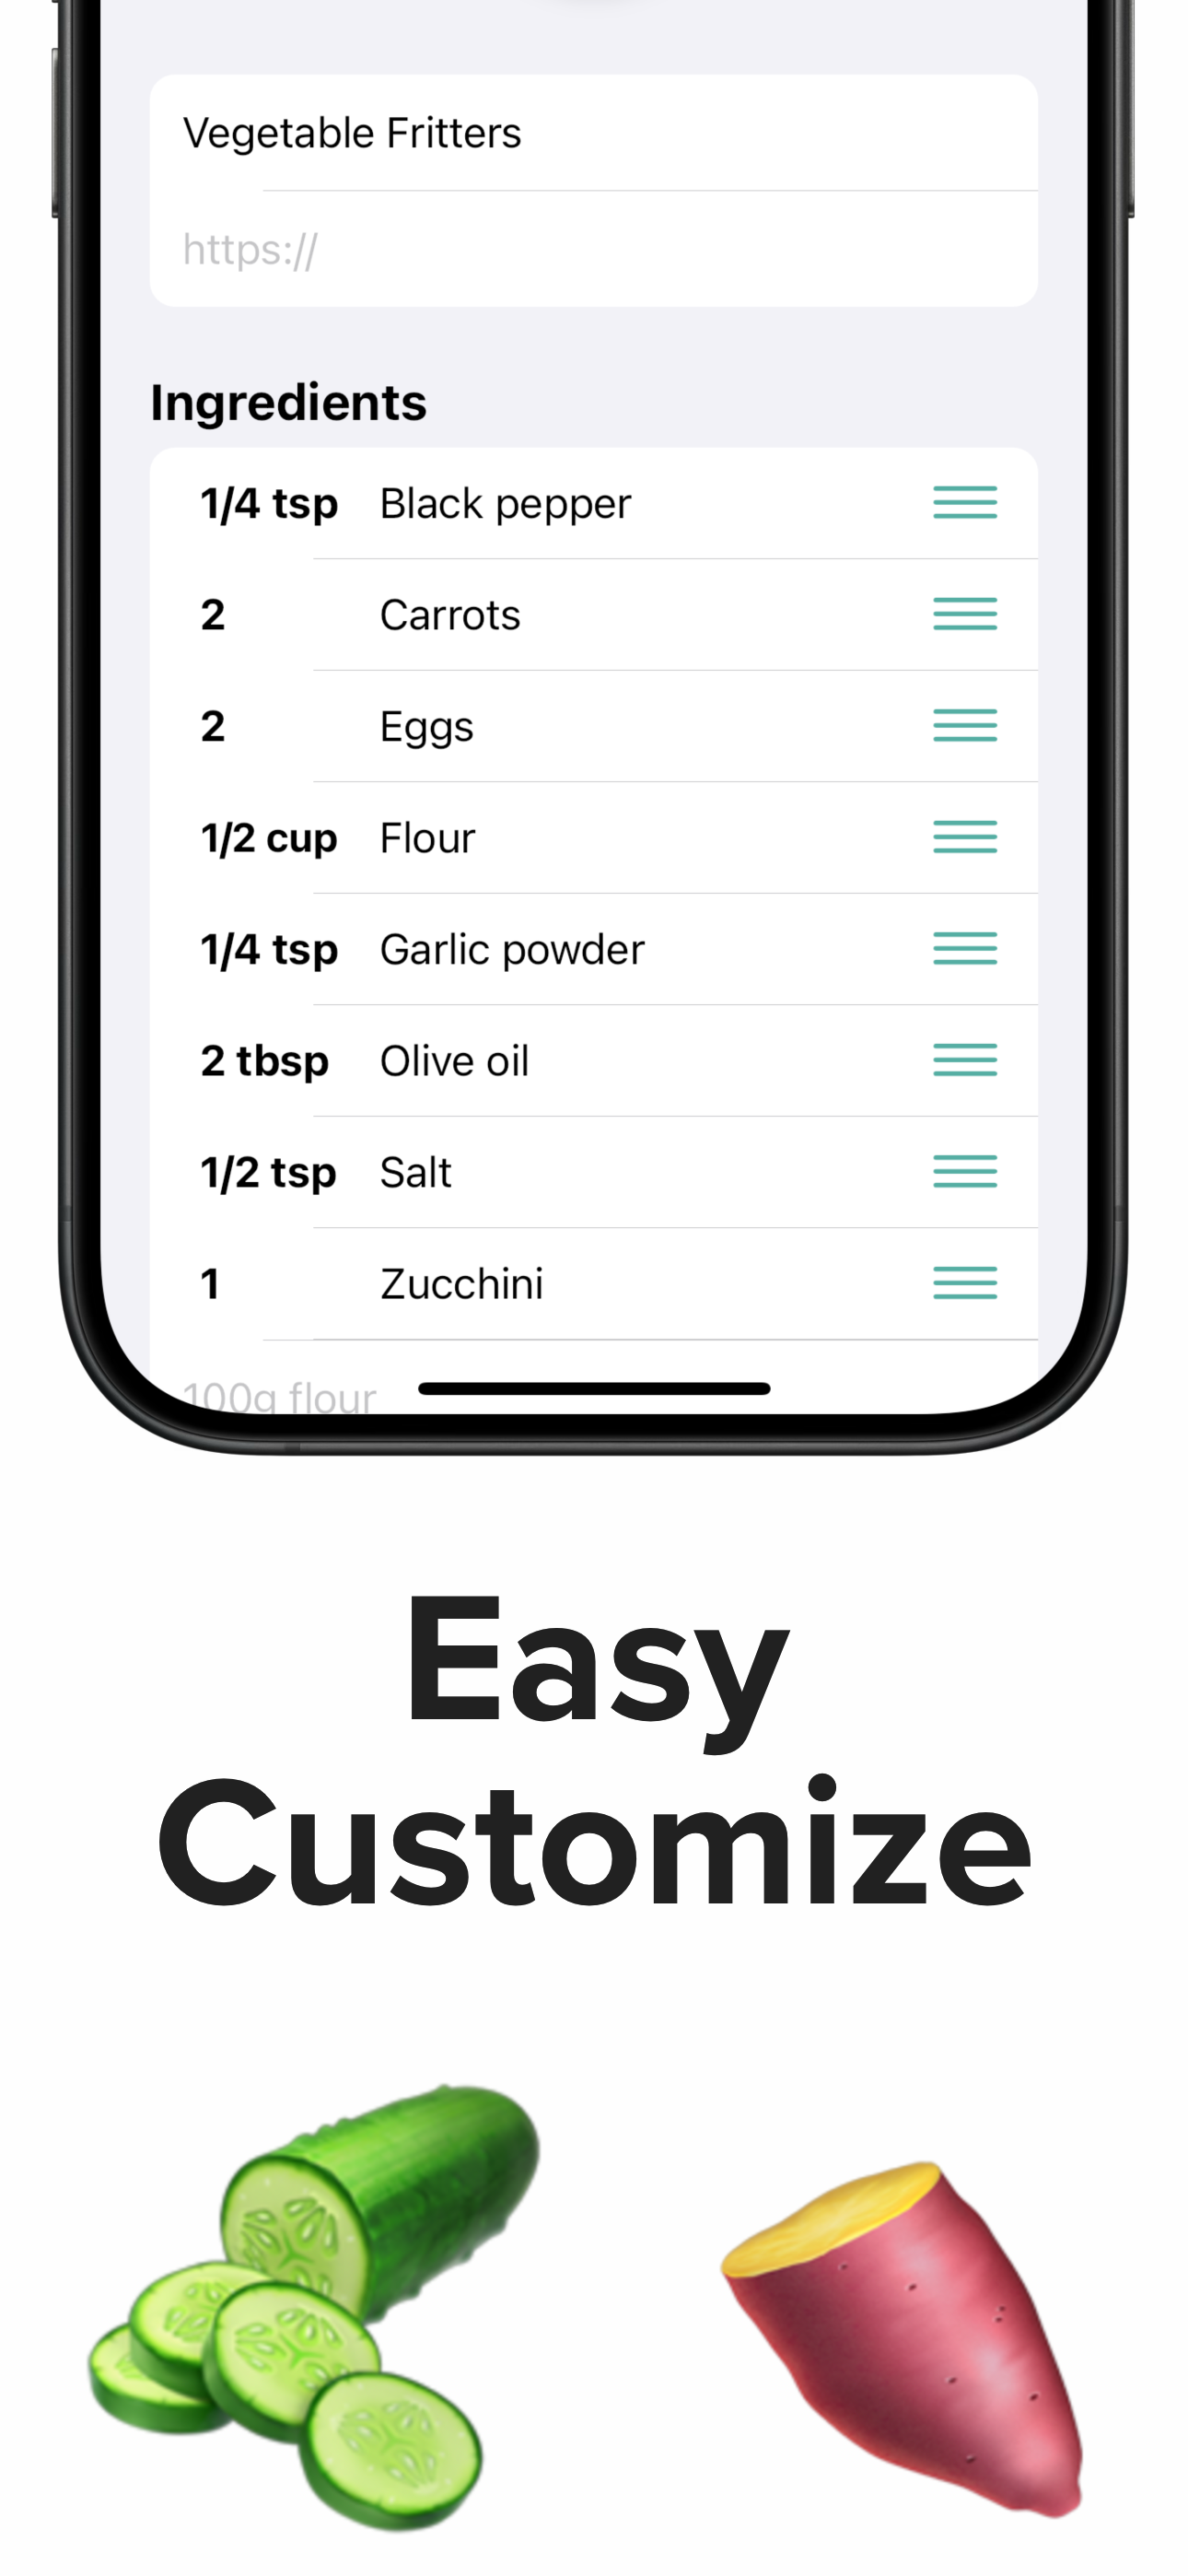 Vegetable Fritters
https://
Ingredients
1/4 tsp Black pepper
2 Carrots
2 Eggs
1/2 cup Flour
1/4 tsp Garlic powder
2 tbsp Olive oil
1/2 tsp Salt
1 Zucchini
100g flour
Easy
Customize